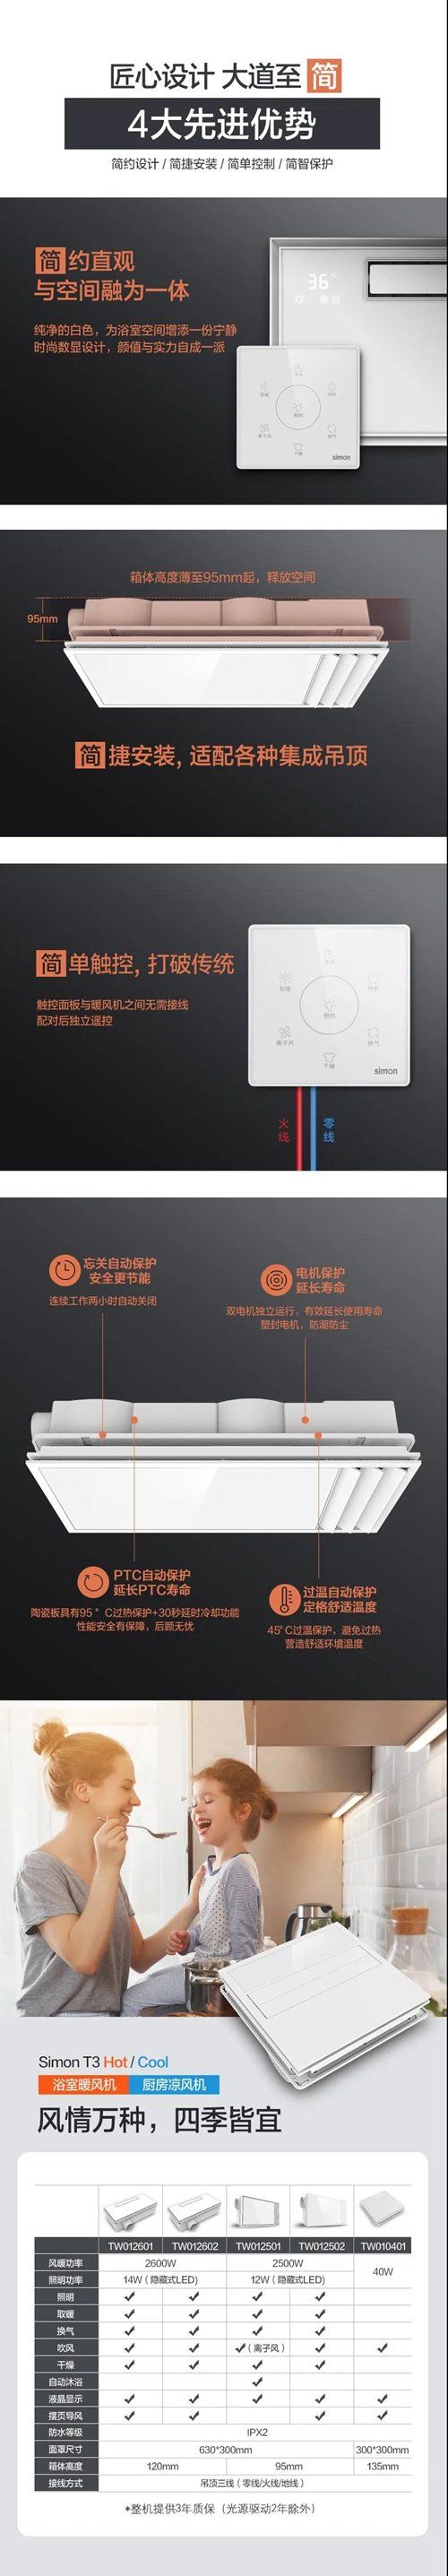 匠心设计 大道至 简
4大先进优势
简约设计 / 简捷安装 / 简单控制 / 简智保护
简约直观
与空间融为一体
纯净的白色，为浴室空间增添一份宁静
时尚数显设计，颜值与实力自成一派
36℃
照明
换气
干燥
simon
箱体高度薄至95mm起，释放空间
95mm
简捷安装, 适配各种集成吊顶
简单触控, 打破传统
触控面板与暖风机之间无需接线
配对后独立遥控
取暖
待机
照明
离子风
换气
干燥
simon
火线
零线
忘关自动保护
安全更节能
连续工作两小时自动关闭
电机保护
延长寿命
双电机独立运行，有效延长使用寿命
塑封电机，防潮防尘
PTC自动保护
延长PTC寿命
陶瓷板具有95°C过热保护+30秒延时冷却功能
性能安全有保障，后顾无忧
过温自动保护
定格舒适温度
45°C过温保护，避免过热
营造舒适环境温度
Simon T3 Hot / Cool
浴室暖风机 厨房凉风机
风情万种，四季皆宜
TW012601 TW012602 TW012501 TW012502 TW010401
风暖功率 2600W 2500W 40W
照明功率 14W（隐藏式LED） 12W（隐藏式LED）
照明 ✓ ✓ ✓ ✓
取暖 ✓ ✓ ✓ ✓
换气 ✓ ✓ ✓ ✓
吹风 ✓ ✓ ✓（离子风） ✓ ✓
干燥 ✓ ✓ ✓ ✓
自动沐浴 ✓
液晶显示 ✓ ✓ ✓ ✓ ✓
摆页导风 ✓ ✓ ✓ ✓
防水等级 IPX2
面罩尺寸 630*300mm 300*300mm
箱体高度 120mm 95mm 135mm
接线方式 吊顶三线（零线/火线/地线）
*整机提供3年质保（光源驱动2年除外）